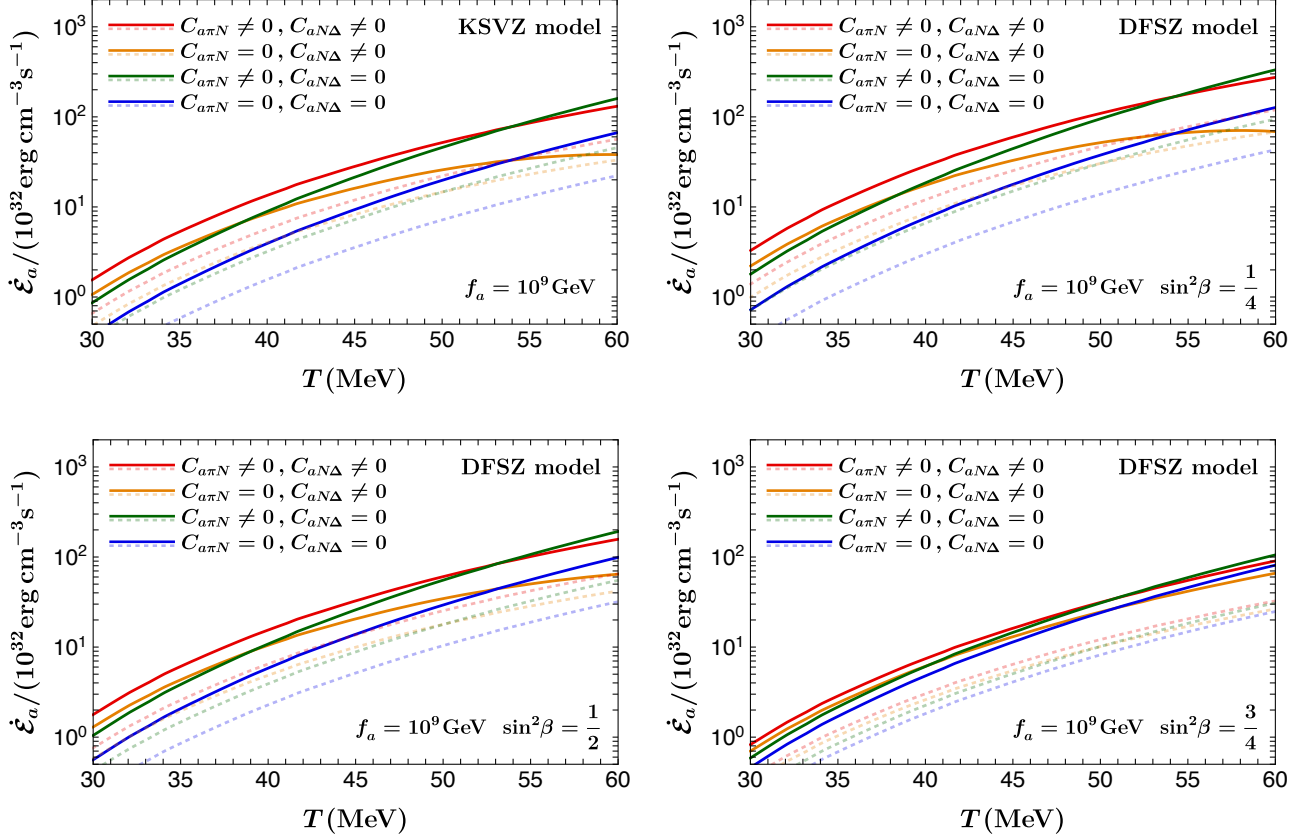 KSVZ model
C_{aπN} ≠ 0 , C_{aNΔ} ≠ 0
C_{aπN} = 0 , C_{aNΔ} ≠ 0
C_{aπN} ≠ 0 , C_{aNΔ} = 0
C_{aπN} = 0 , C_{aNΔ} = 0
10^3
10^2
10^1
10^0
ℰ̇_a/(10^{32} erg cm^{−3} s^{−1})
f_a = 10^9 GeV
30 35 40 45 50 55 60
T (MeV)
DFSZ model
C_{aπN} ≠ 0 , C_{aNΔ} ≠ 0
C_{aπN} = 0 , C_{aNΔ} ≠ 0
C_{aπN} ≠ 0 , C_{aNΔ} = 0
C_{aπN} = 0 , C_{aNΔ} = 0
10^3
10^2
10^1
10^0
ℰ̇_a/(10^{32} erg cm^{−3} s^{−1})
f_a = 10^9 GeV sin^2β = 1/4
30 35 40 45 50 55 60
T (MeV)
DFSZ model
C_{aπN} ≠ 0 , C_{aNΔ} ≠ 0
C_{aπN} = 0 , C_{aNΔ} ≠ 0
C_{aπN} ≠ 0 , C_{aNΔ} = 0
C_{aπN} = 0 , C_{aNΔ} = 0
10^3
10^2
10^1
10^0
ℰ̇_a/(10^{32} erg cm^{−3} s^{−1})
f_a = 10^9 GeV sin^2β = 1/2
30 35 40 45 50 55 60
T (MeV)
DFSZ model
C_{aπN} ≠ 0 , C_{aNΔ} ≠ 0
C_{aπN} = 0 , C_{aNΔ} ≠ 0
C_{aπN} ≠ 0 , C_{aNΔ} = 0
C_{aπN} = 0 , C_{aNΔ} = 0
10^3
10^2
10^1
10^0
ℰ̇_a/(10^{32} erg cm^{−3} s^{−1})
f_a = 10^9 GeV sin^2β = 3/4
30 35 40 45 50 55 60
T (MeV)